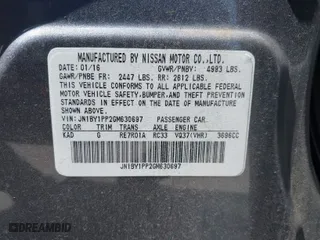 MANUFACTURED BY NISSAN MOTOR CO.,LTD.
DATE: 01/16 GVWR/PNBV: 4993 LBS.
GAWR/PNBE FR: 2447 LBS. RR: 2612 LBS.
THIS VEHICLE CONFORMS TO ALL APPLICABLE FEDERAL
MOTOR VEHICLE SAFETY, BUMPER, AND THEFT PREVENTION
STANDARDS IN EFFECT ON THE DATE OF MANUFACTURE
SHOWN ABOVE.
JN1BY1PP2GM630697 PASSENGER CAR.
COLOR TRIM TRANS AXLE ENGINE
KAD G RE7R01A RC33 VQ37(VHR) 3696CC
JN1BY1PP2GM630697